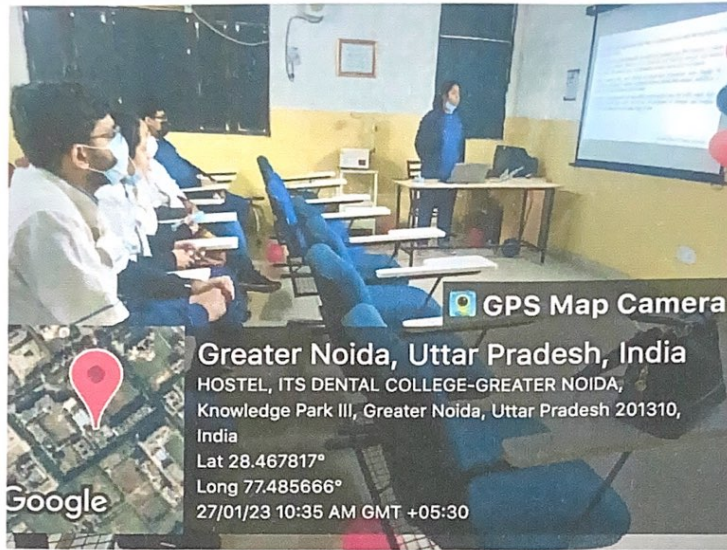 GPS Map Camera
Greater Noida, Uttar Pradesh, India
HOSTEL, ITS DENTAL COLLEGE-GREATER NOIDA,
Knowledge Park III, Greater Noida, Uttar Pradesh 201310,
India
Lat 28.467817°
Long 77.485666°
27/01/23 10:35 AM GMT +05:30
Google